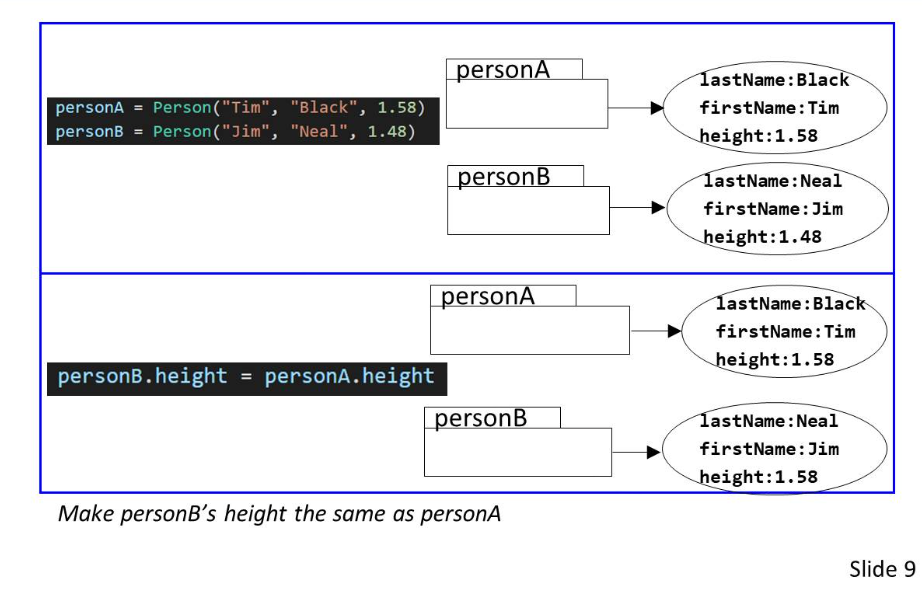 personA = Person("Tim", "Black", 1.58)
personB = Person("Jim", "Neal", 1.48)
personA
lastName:Black
firstName:Tim
height:1.58
personB
lastName:Neal
firstName:Jim
height:1.48
personB.height = personA.height
personA
lastName:Black
firstName:Tim
height:1.58
personB
lastName:Neal
firstName:Jim
height:1.58
Make personB’s height the same as personA
Slide 9